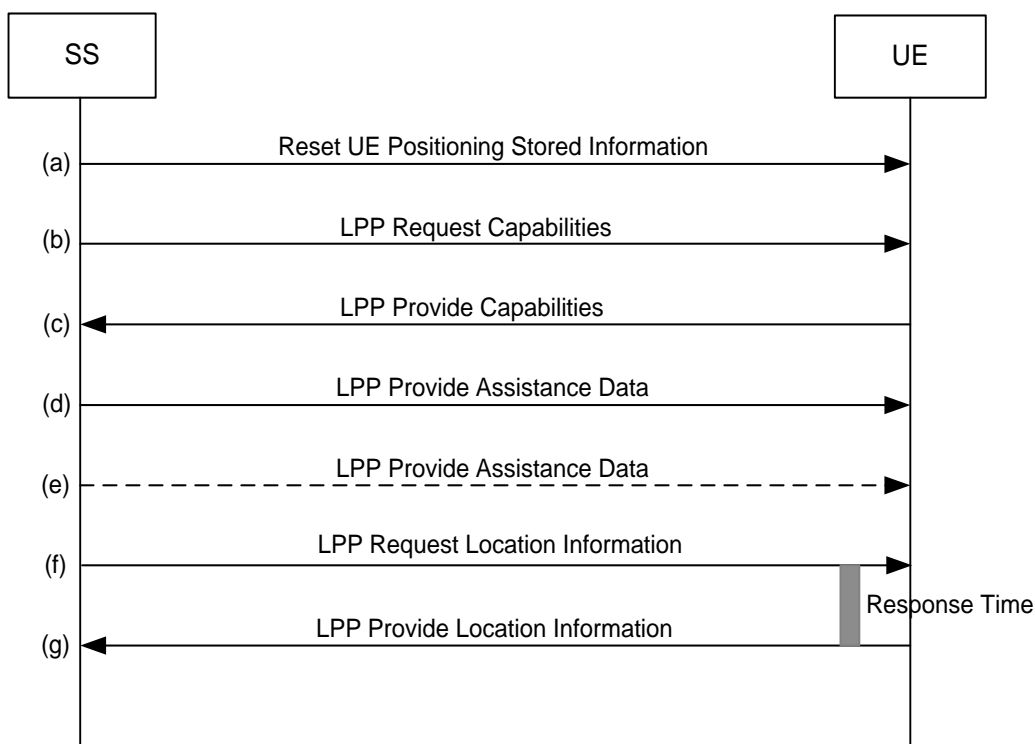 SS
UE
(a)
Reset UE Positioning Stored Information
(b)
LPP Request Capabilities
(c)
LPP Provide Capabilities
(d)
LPP Provide Assistance Data
(e)
LPP Provide Assistance Data
(f)
LPP Request Location Information
Response Time
(g)
LPP Provide Location Information